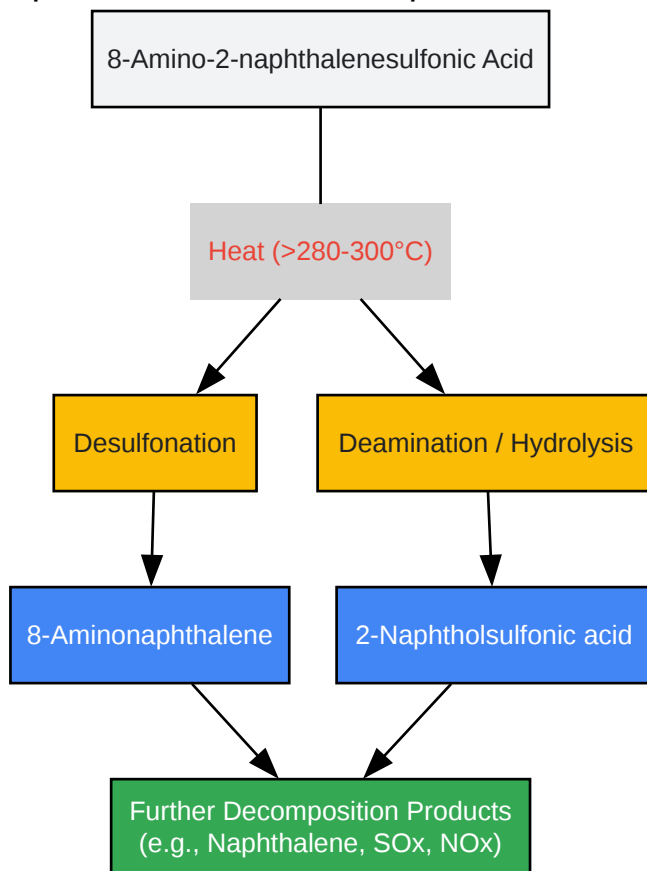 8-Amino-2-naphthalenesulfonic Acid
Heat (>280-300°C)
Desulfonation
Deamination / Hydrolysis
8-Aminonaphthalene
2-Naphtholsulfonic acid
Further Decomposition Products
(e.g., Naphthalene, SOx, NOx)